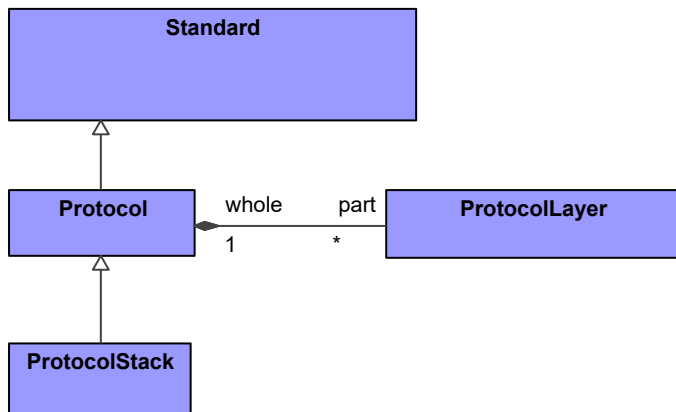 Standard
Protocol
whole
part
ProtocolLayer
1
*
ProtocolStack